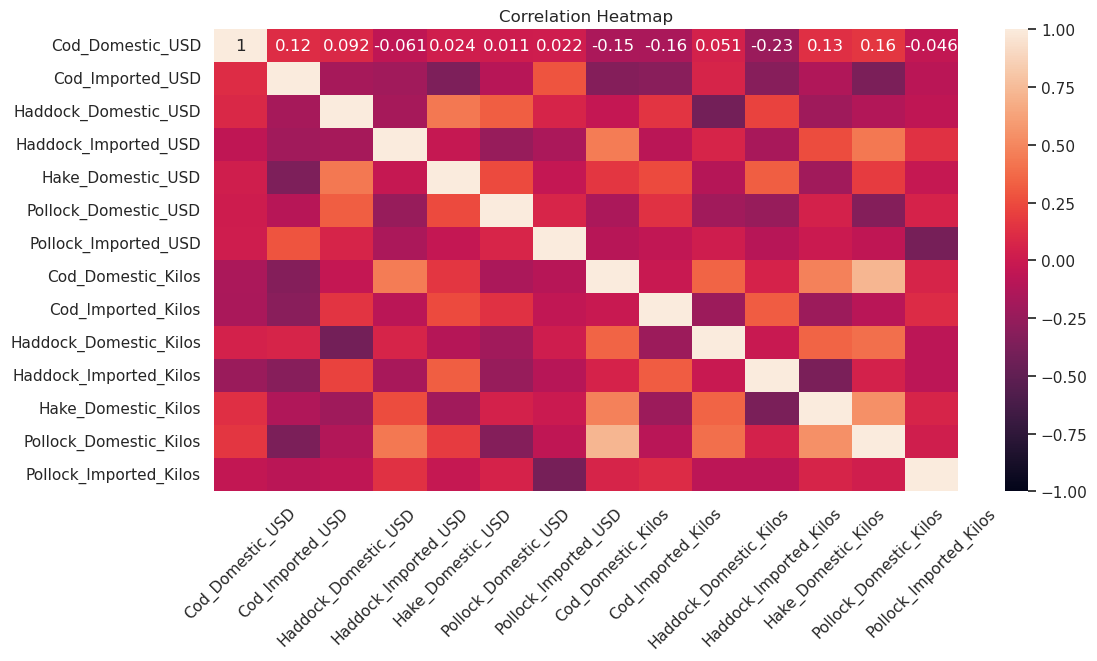 Correlation Heatmap
Cod_Domestic_USD 1 0.12 0.092 -0.061 0.024 0.011 0.022 -0.15 -0.16 0.051 -0.23 0.13 0.16 -0.046
Cod_Imported_USD
Haddock_Domestic_USD
Haddock_Imported_USD
Hake_Domestic_USD
Pollock_Domestic_USD
Pollock_Imported_USD
Cod_Domestic_Kilos
Cod_Imported_Kilos
Haddock_Domestic_Kilos
Haddock_Imported_Kilos
Hake_Domestic_Kilos
Pollock_Domestic_Kilos
Pollock_Imported_Kilos
Cod_Domestic_USD
Cod_Imported_USD
Haddock_Domestic_USD
Haddock_Imported_USD
Hake_Domestic_USD
Pollock_Domestic_USD
Pollock_Imported_USD
Cod_Domestic_Kilos
Cod_Imported_Kilos
Haddock_Domestic_Kilos
Haddock_Imported_Kilos
Hake_Domestic_Kilos
Pollock_Domestic_Kilos
Pollock_Imported_Kilos
1.00
0.75
0.50
0.25
0.00
−0.25
−0.50
−0.75
−1.00